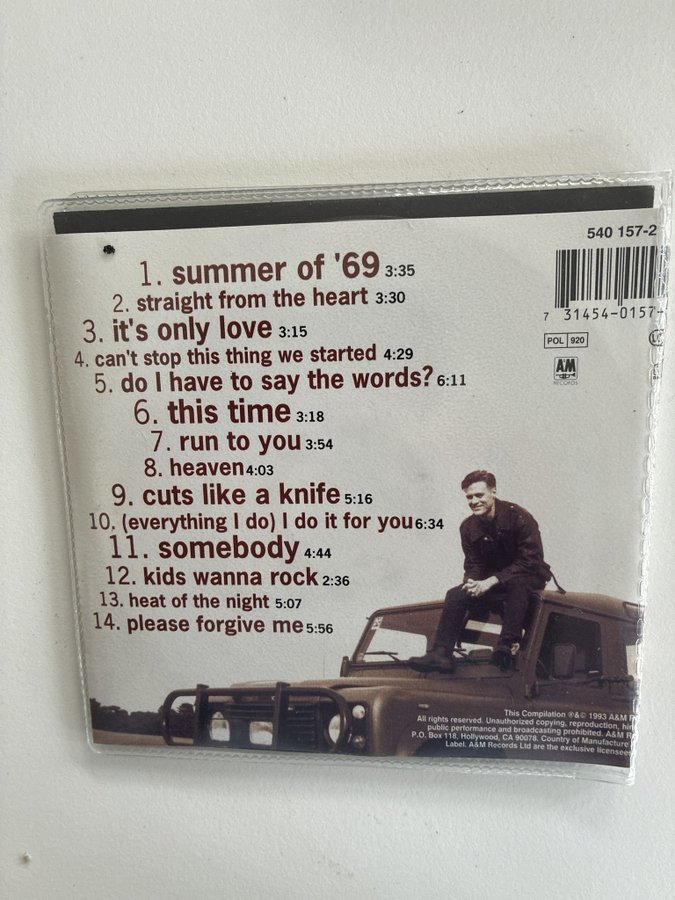 540 157-2
7 31454-0157-
POL 920
A&M
RECORDS
1. summer of '69 3:35
2. straight from the heart 3:30
3. it's only love 3:15
4. can't stop this thing we started 4:29
5. do I have to say the words? 6:11
6. this time 3:18
7. run to you 3:54
8. heaven 4:03
9. cuts like a knife 5:16
10. (everything I do) I do it for you 6:34
11. somebody 4:44
12. kids wanna rock 2:36
13. heat of the night 5:07
14. please forgive me 5:56
This Compilation ℗&© 1993 A&M
All rights reserved. Unauthorized copying, reproduction,
public performance and broadcasting prohibited. A&M
P.O. Box 118, Hollywood, CA 90078. Country of Manufacture
Label. A&M Records Ltd are the exclusive licensee